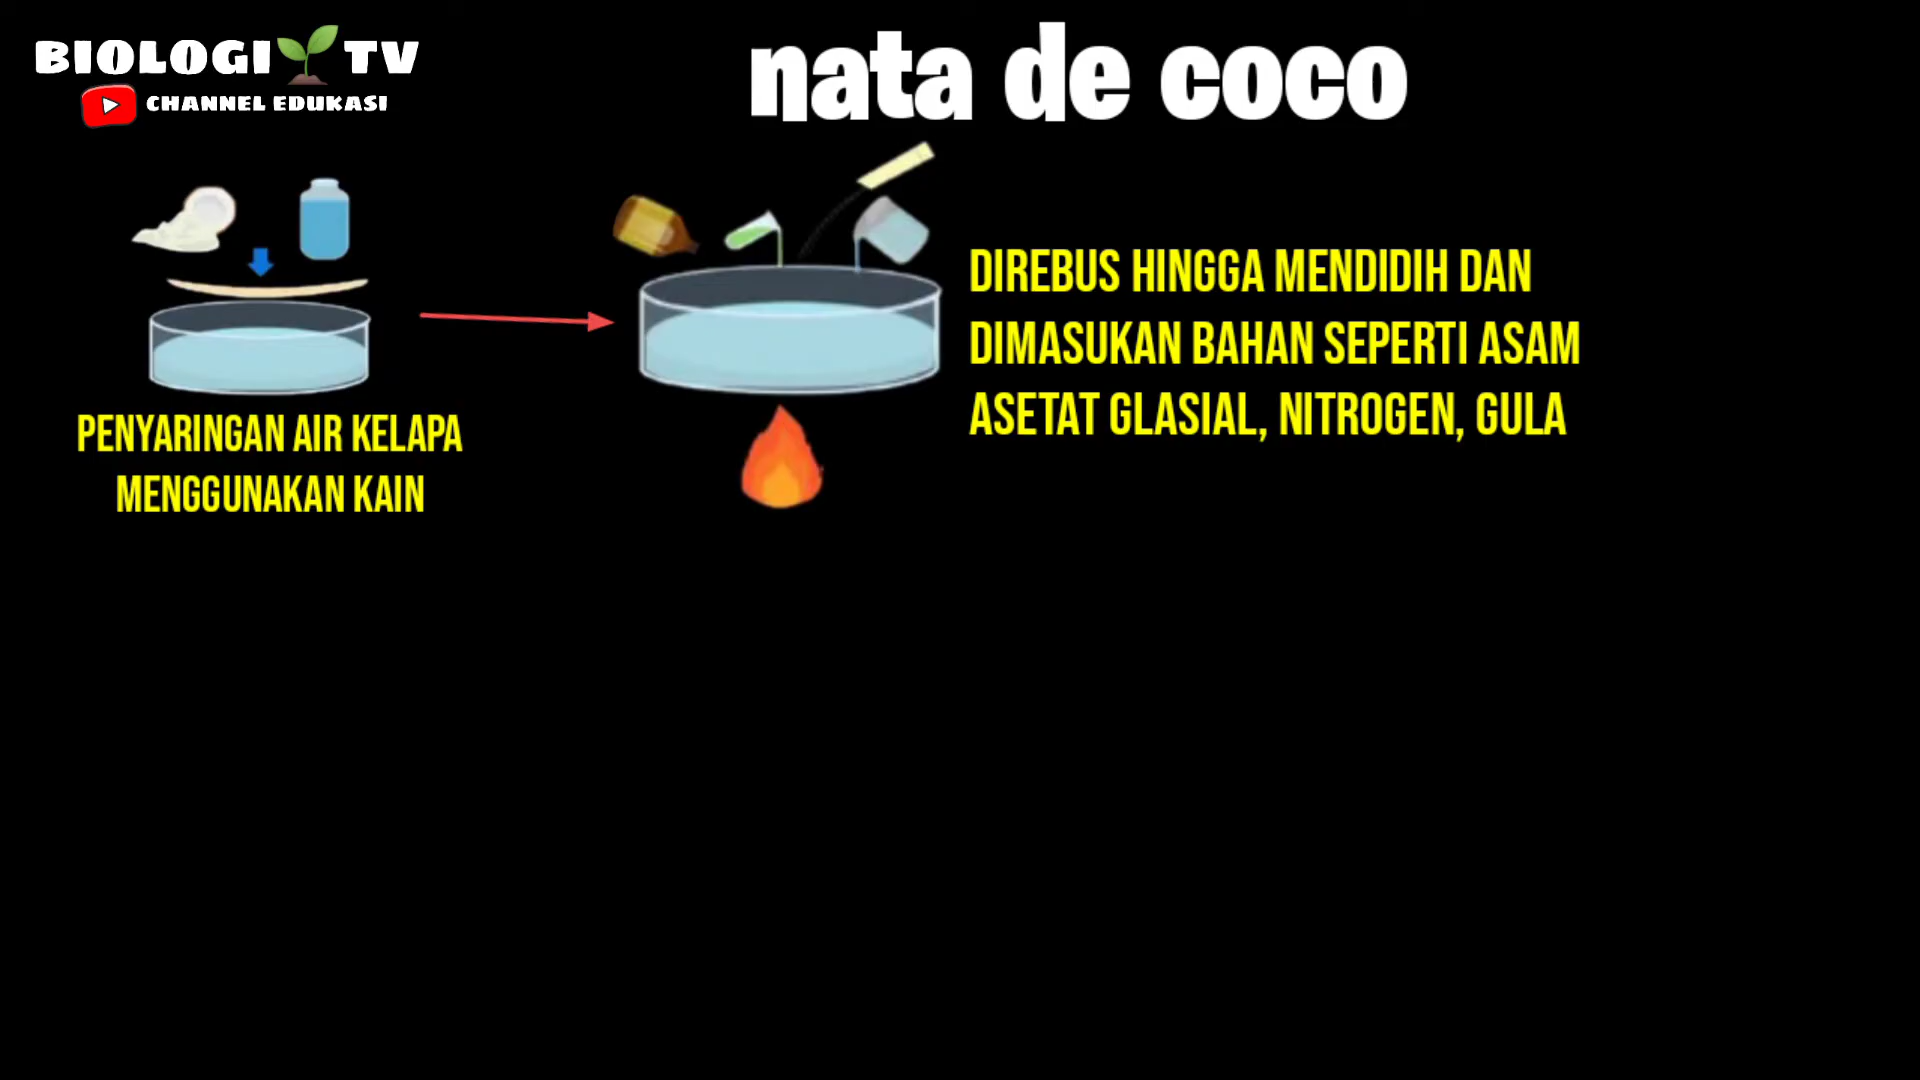 BIOLOGI TV
CHANNEL EDUKASI
nata de coco
PENYARINGAN AIR KELAPA
MENGGUNAKAN KAIN
DIREBUS HINGGA MENDIDIH DAN
DIMASUKAN BAHAN SEPERTI ASAM
ASETAT GLASIAL, NITROGEN, GULA